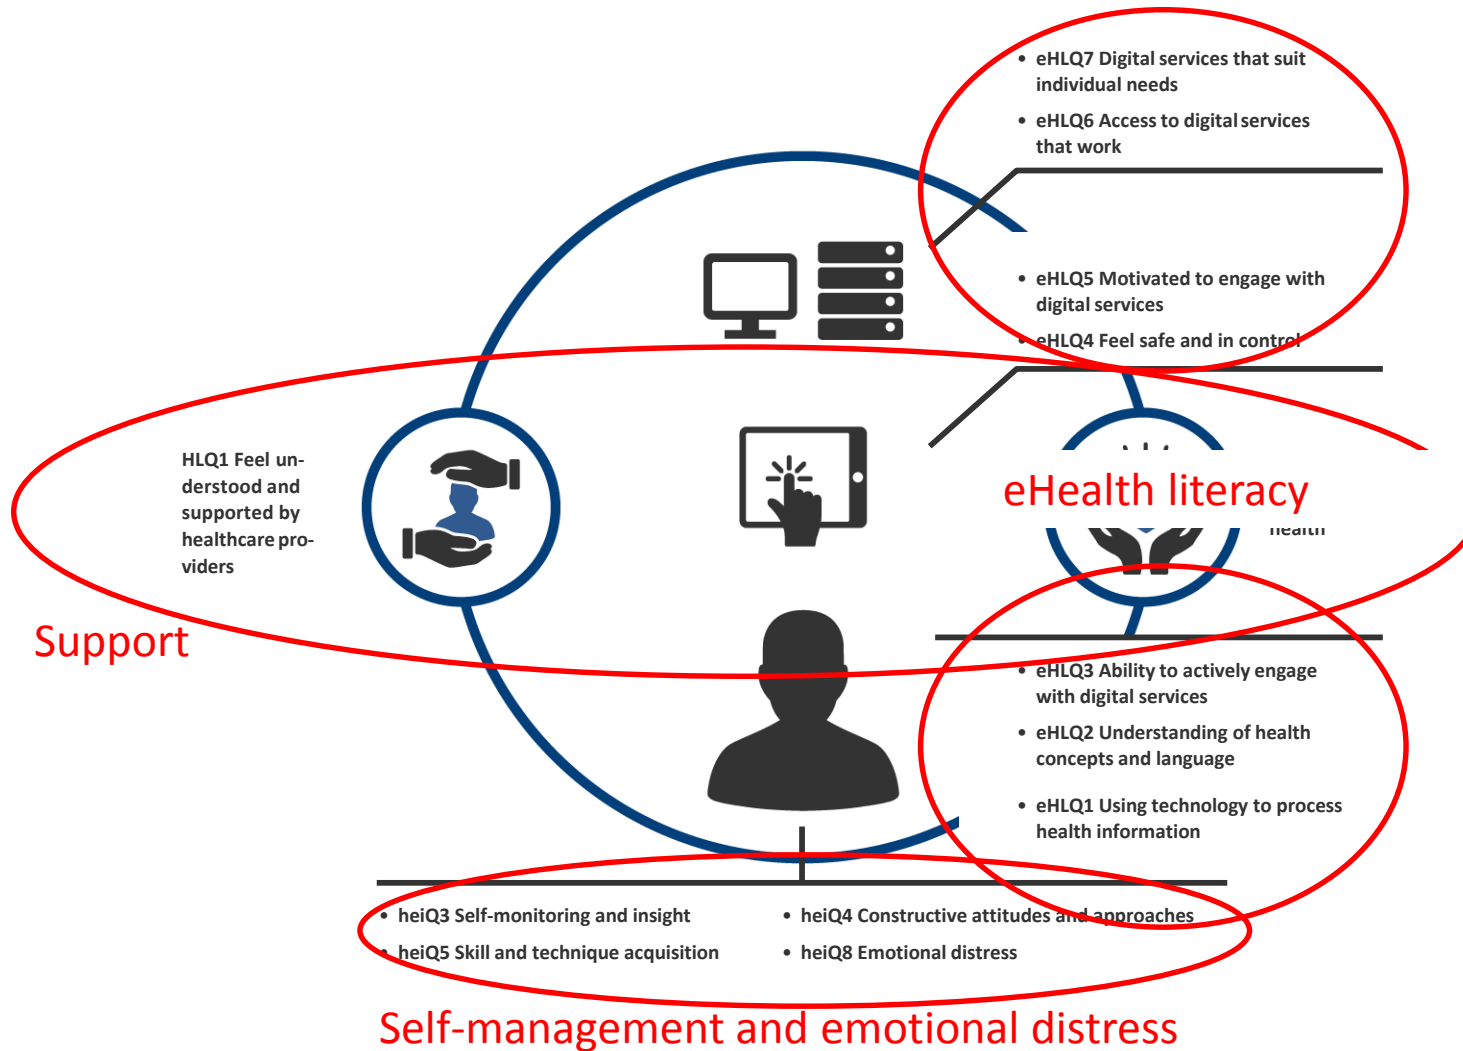 • eHLQ7 Digital services that suit
individual needs
• eHLQ6 Access to digital services
that work
• eHLQ5 Motivated to engage with
digital services
• eHLQ4 Feel safe and in control
HLQ1 Feel un-
derstood and
supported by
healthcare pro-
viders
eHealth literacy
health
Support
• eHLQ3 Ability to actively engage
with digital services
• eHLQ2 Understanding of health
concepts and language
• eHLQ1 Using technology to process
health information
• heiQ3 Self-monitoring and insight
• heiQ4 Constructive attitudes and approaches
• heiQ5 Skill and technique acquisition
• heiQ8 Emotional distress
Self-management and emotional distress